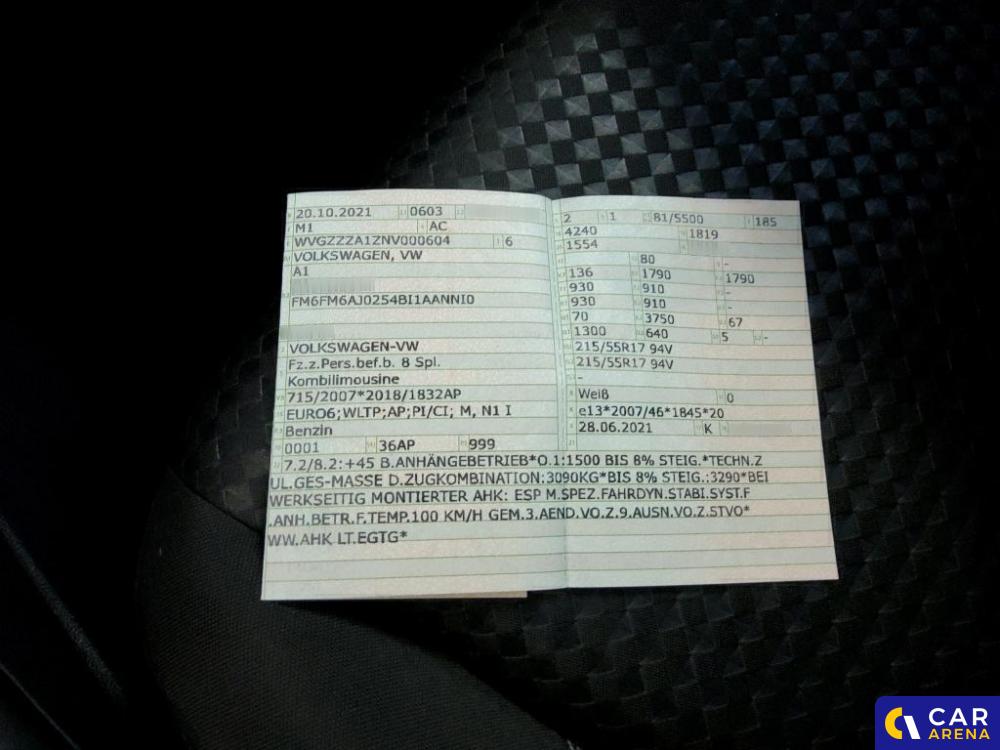 20.10.2021 0603
M1 AC
WVGZZZA1ZNV000604 6
VOLKSWAGEN, VW
A1
FM6FM6AJ0254BI1AANNI0
VOLKSWAGEN-VW
Fz.z.Pers.bef.b. 8 Spl.
Kombilimousine
715/2007*2018/1832AP
EURO6;WLTP;AP;PI/CI; M, N1 I
Benzin
0001 36AP 999
2 1 81/5500 185
4240 1819
1554
80 -
136 1790 1790
930 910 -
930 910 -
70 3750 67
1300 640 5 -
215/55R17 94V
215/55R17 94V
-
Weiß 0
e13*2007/46*1845*20
28.06.2021 K
7.2/8.2:+45 B.ANHÄNGEBETRIEB*O.1:1500 BIS 8% STEIG.*TECHN.Z
UL.GES-MASSE D.ZUGKOMBINATION:3090KG*BIS 8% STEIG.:3290*BEI
WERKSEITIG MONTIERTER AHK: ESP M.SPEZ.FAHRDYN.STABI.SYST.F
.ANH.BETR.F.TEMP.100 KM/H GEM.3.AEND.VO.Z.9.AUSN.VO.Z.STVO*
WW.AHK LT.EGTG*
CAR
ARENA